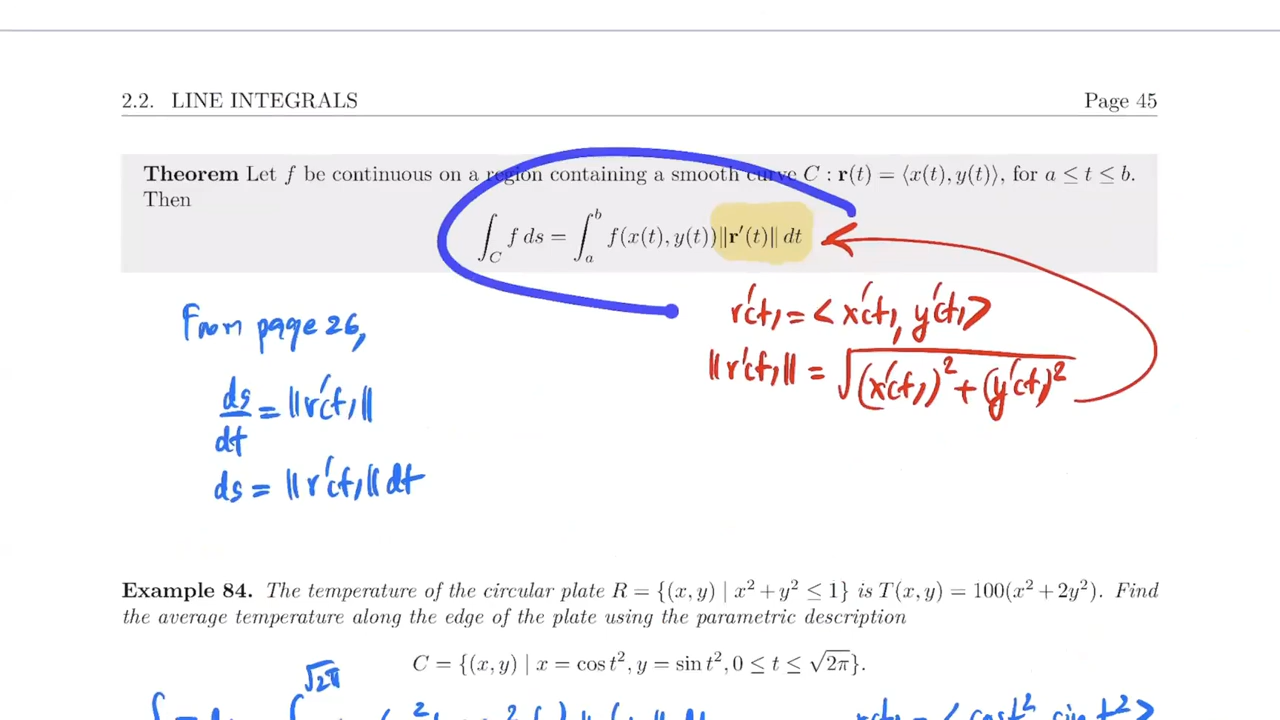 2.2. LINE INTEGRALS Page 45
Theorem Let f be continuous on a region containing a smooth curve C : r(t) = ⟨x(t), y(t)⟩, for a ≤ t ≤ b.
Then
∫_C f ds = ∫_a^b f(x(t), y(t))‖r′(t)‖ dt
r′(t) = <x′(t), y′(t)>
‖r′(t)‖ = √((x′(t))² + (y′(t))²)
From page 26,
ds/dt = ‖r′(t)‖
ds = ‖r′(t)‖ dt
Example 84. The temperature of the circular plate R = {(x, y) | x² + y² ≤ 1} is T(x, y) = 100(x² + 2y²). Find
the average temperature along the edge of the plate using the parametric description
C = {(x, y) | x = cos t², y = sin t², 0 ≤ t ≤ √2π}.
√2π